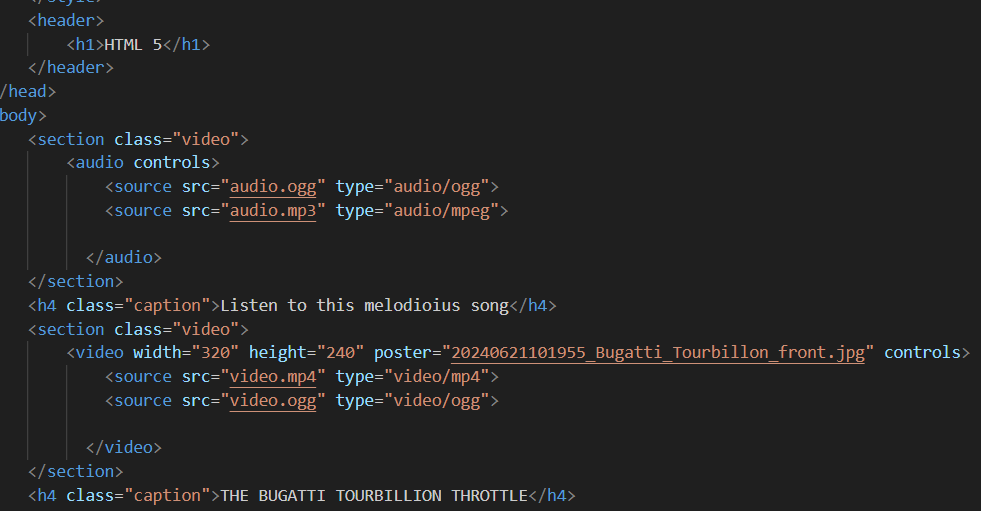 </style>
<header>
<h1>HTML 5</h1>
</header>
/head>
body>
<section class="video">
<audio controls>
<source src="audio.ogg" type="audio/ogg">
<source src="audio.mp3" type="audio/mpeg">
</audio>
</section>
<h4 class="caption">Listen to this melodioius song</h4>
<section class="video">
<video width="320" height="240" poster="20240621101955_Bugatti_Tourbillon_front.jpg" controls>
<source src="video.mp4" type="video/mp4">
<source src="video.ogg" type="video/ogg">
</video>
</section>
<h4 class="caption">THE BUGATTI TOURBILLION THROTTLE</h4>